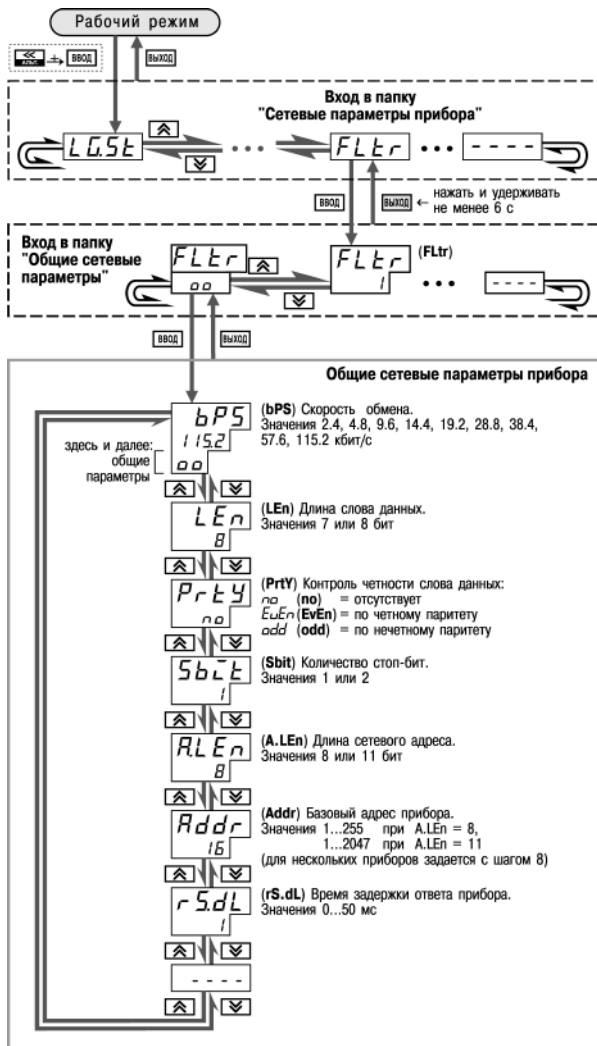 Рабочий режим
≪ АЛЬТ. + ВВОД
ВЫХОД
Вход в папку
"Сетевые параметры прибора"
LG.St
• • •
FLtr
• • •
- - - -
ВВОД
ВЫХОД
← нажать и удерживать
не менее 6 с
Вход в папку
"Общие сетевые
параметры"
FLtr
oo
FLtr
1
(FLtr)
• • •
- - - -
ВВОД
ВЫХОД
Общие сетевые параметры прибора
bPS
115.2
oo
здесь и далее:
общие
параметры
(bPS) Скорость обмена.
Значения 2.4, 4.8, 9.6, 14.4, 19.2, 28.8, 38.4,
57.6, 115.2 кбит/с
LEn
8
(LEn) Длина слова данных.
Значения 7 или 8 бит
PrtY
no
(PrtY) Контроль четности слова данных:
no (no) = отсутствует
EvEn (EvEn) = по четному паритету
odd (odd) = по нечетному паритету
Sbit
1
(Sbit) Количество стоп-бит.
Значения 1 или 2
A.LEn
8
(A.LEn) Длина сетевого адреса.
Значения 8 или 11 бит
Addr
16
(Addr) Базовый адрес прибора.
Значения 1...255 при A.LEn = 8,
1...2047 при A.LEn = 11
(для нескольких приборов задается с шагом 8)
rS.dL
1
(rS.dL) Время задержки ответа прибора.
Значения 0...50 мс
- - - -